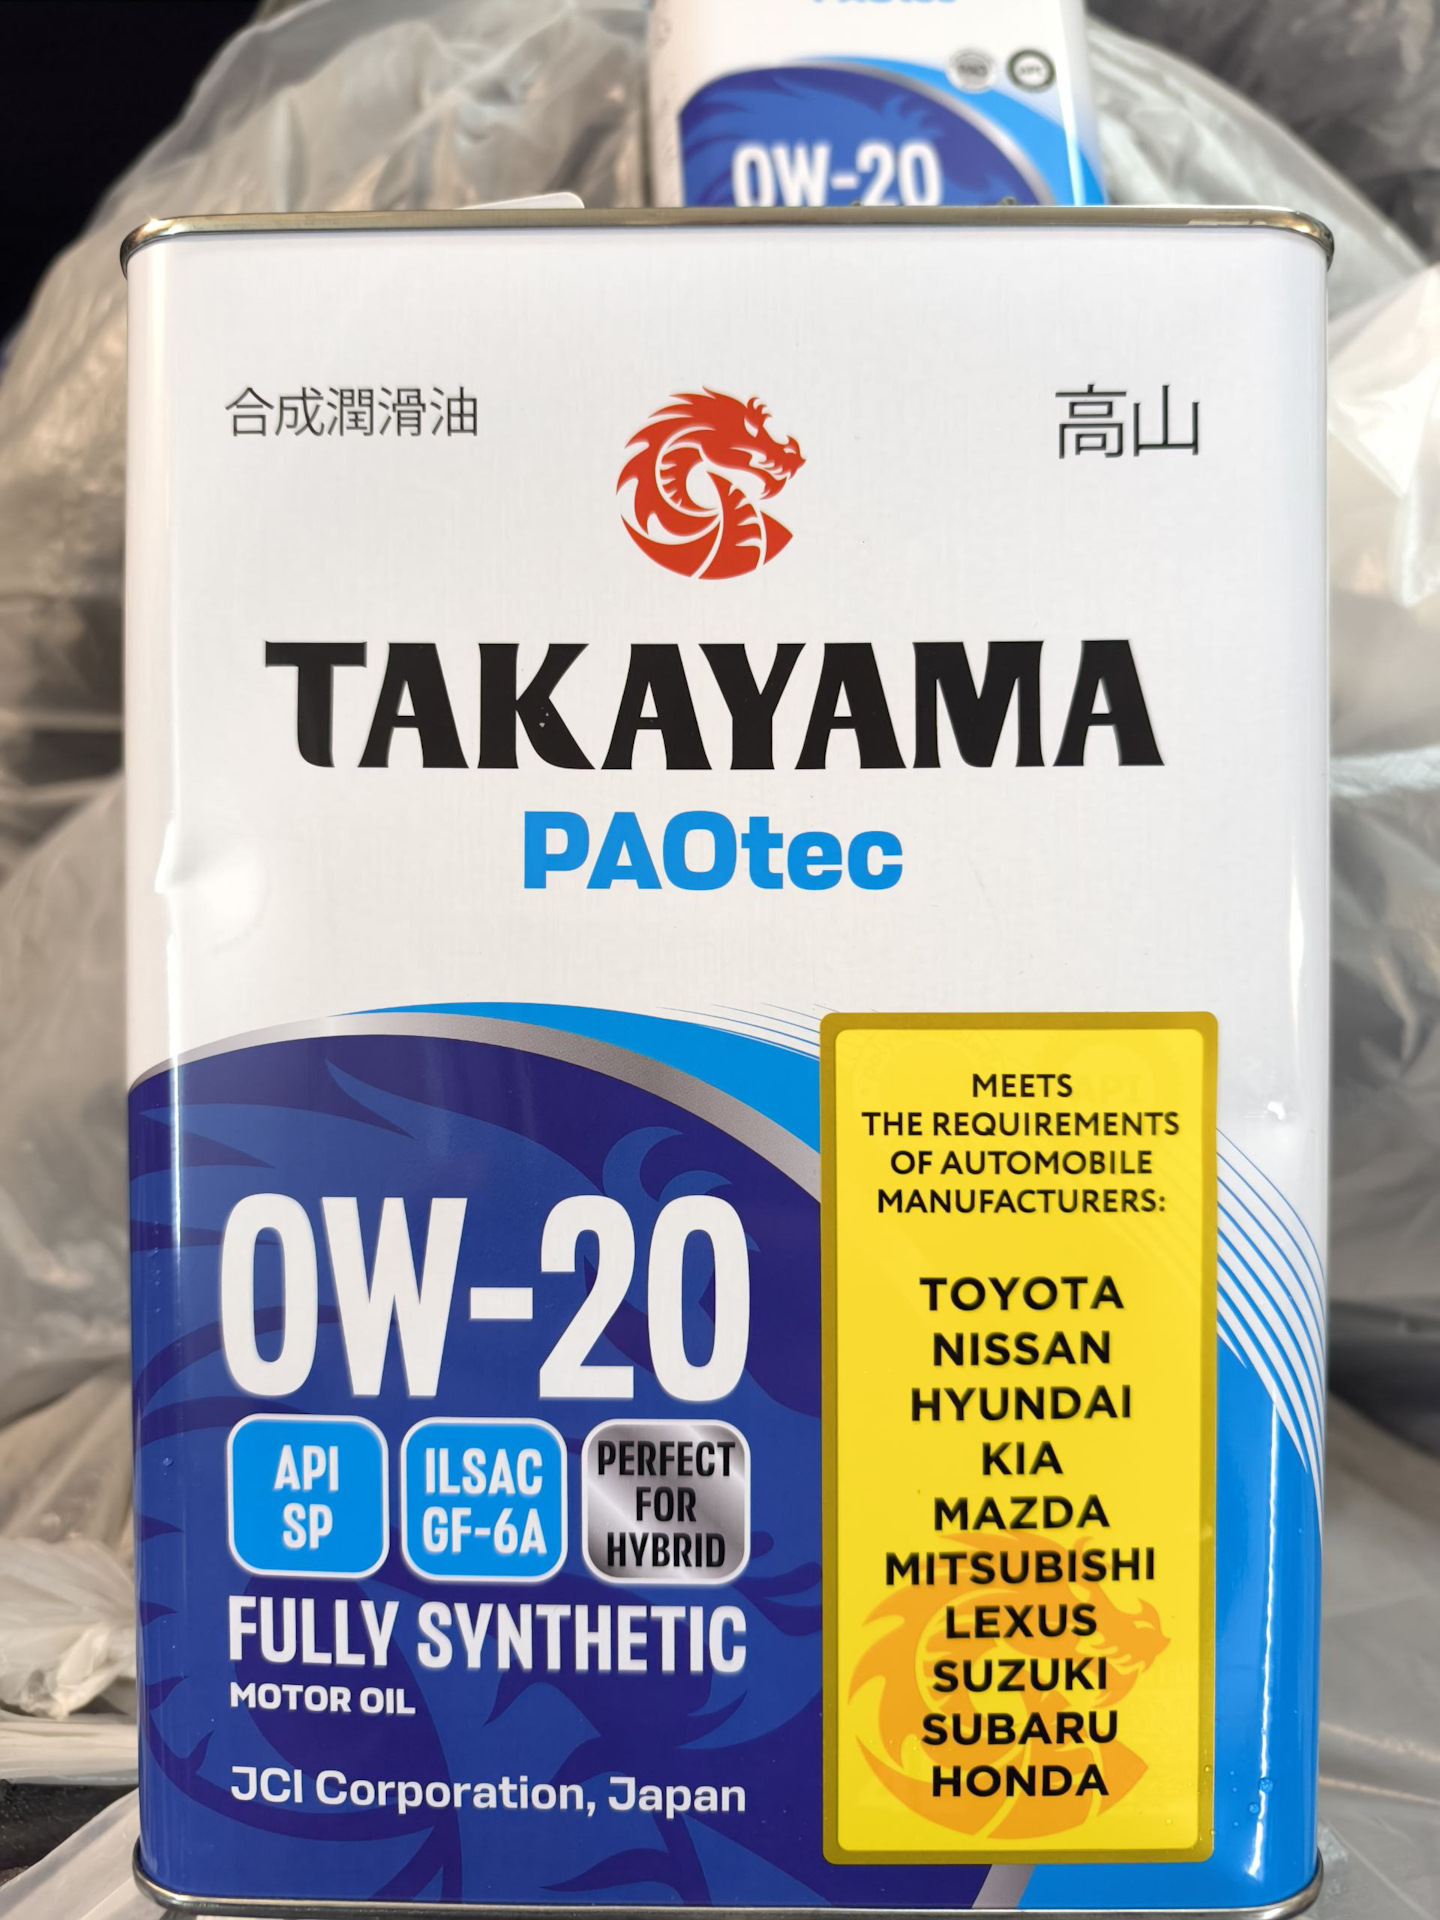 PAOtec
0W-20
合成潤滑油
高山
TAKAYAMA
PAOtec
0W-20
API
SP
ILSAC
GF-6A
PERFECT
FOR
HYBRID
FULLY SYNTHETIC
MOTOR OIL
JCI Corporation, Japan
MEETS
THE REQUIREMENTS
OF AUTOMOBILE
MANUFACTURERS:
TOYOTA
NISSAN
HYUNDAI
KIA
MAZDA
MITSUBISHI
LEXUS
SUZUKI
SUBARU
HONDA